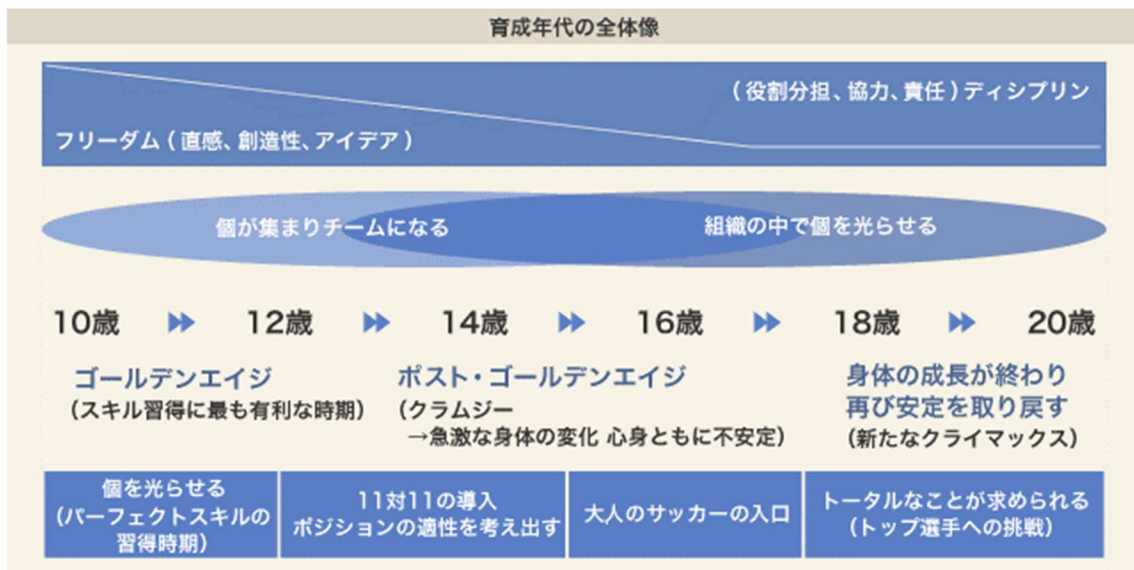 育成年代の全体像
(役割分担、協力、責任)ディシプリン
フリーダム(直感、創造性、アイデア)
個が集まりチームになる
組織の中で個を光らせる
10歳
12歳
14歳
16歳
18歳
20歳
ゴールデンエイジ
(スキル習得に最も有利な時期)
ポスト・ゴールデンエイジ
(クラムジー
→急激な身体の変化 心身ともに不安定)
身体の成長が終わり
再び安定を取り戻す
(新たなクライマックス)
個を光らせる
(パーフェクトスキルの
習得時期)
11対11の導入
ポジションの適性を考え出す
大人のサッカーの入口
トータルなことが求められる
(トップ選手への挑戦)